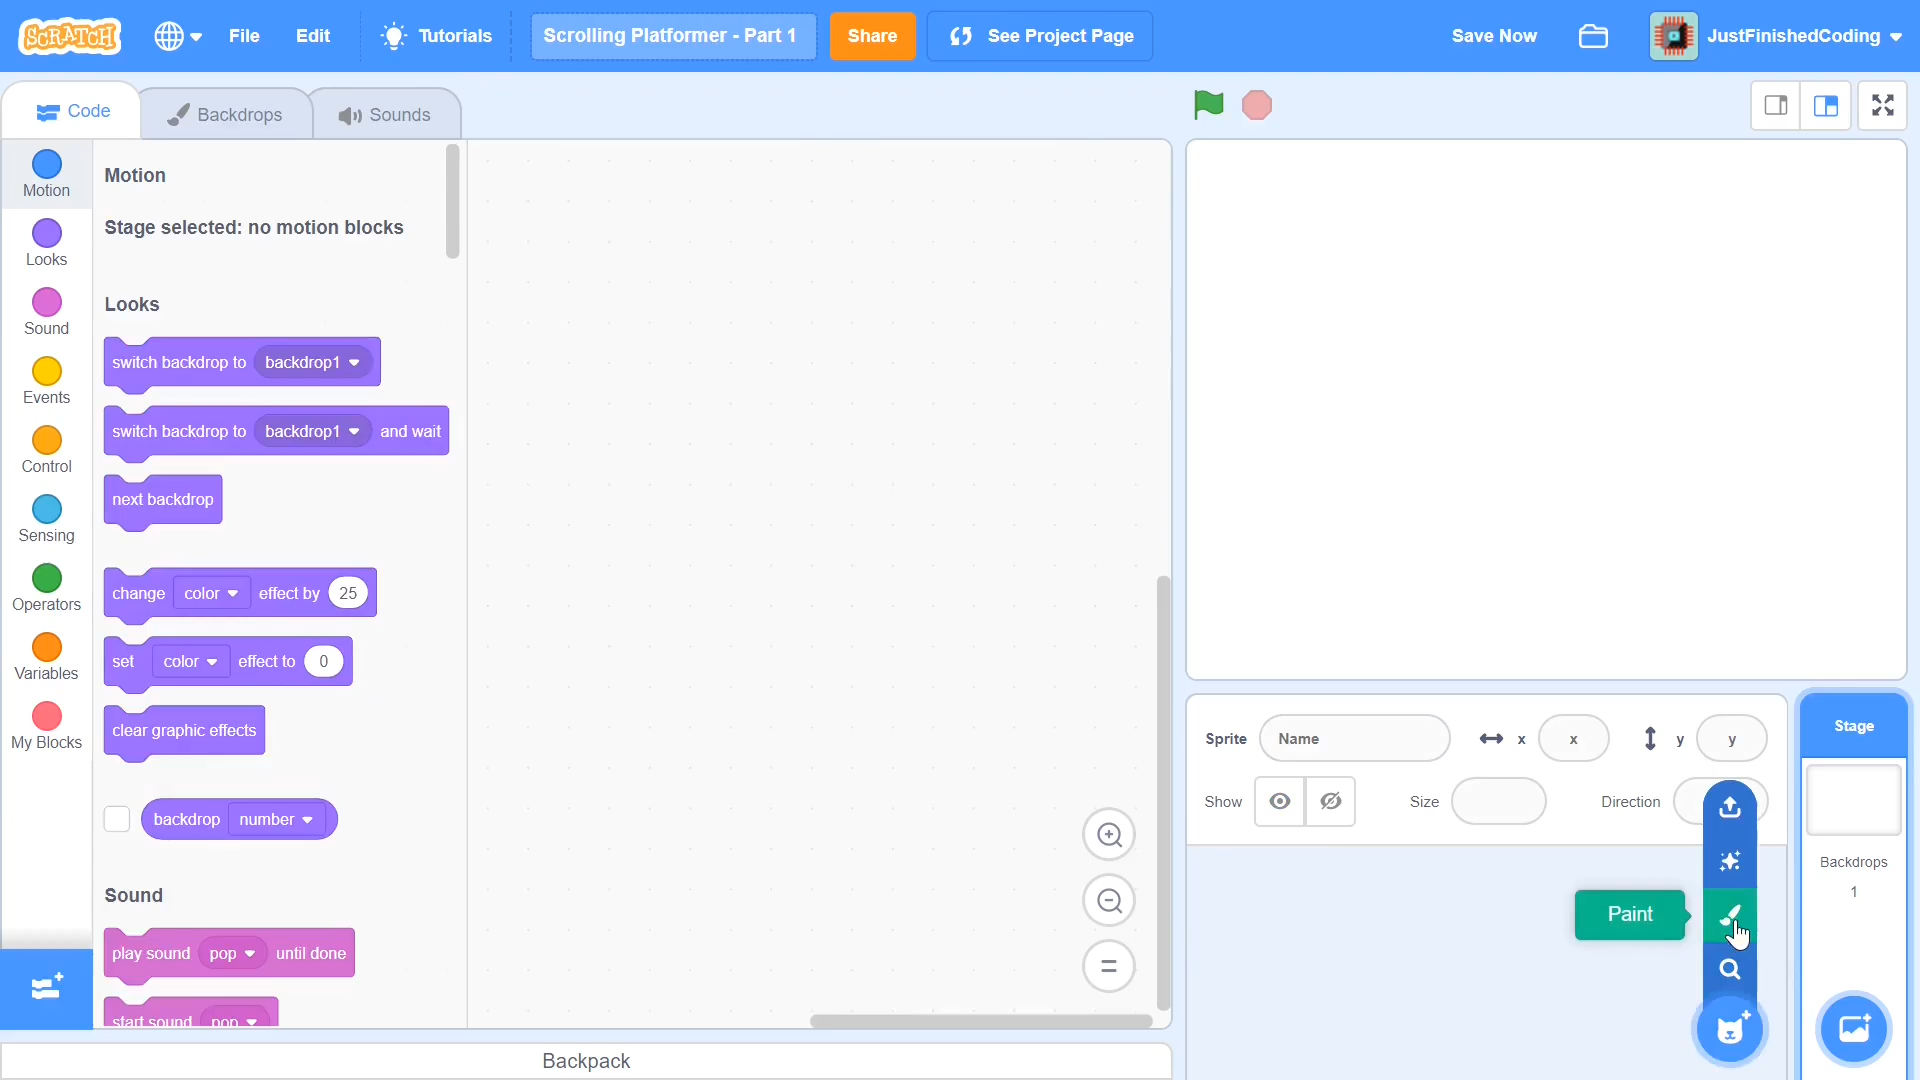 SCRATCH
File
Edit
Tutorials
Scrolling Platformer - Part 1
Share
See Project Page
Save Now
JustFinishedCoding
Code
Backdrops
Sounds
Motion
Looks
Sound
Events
Control
Sensing
Operators
Variables
My Blocks
Motion
Stage selected: no motion blocks
Looks
switch backdrop to backdrop1
switch backdrop to backdrop1 and wait
next backdrop
change color effect by 25
set color effect to 0
clear graphic effects
backdrop number
Sound
play sound pop until done
start sound pop
Backpack
Sprite Name x x y y
Show Size Direction
Paint
Stage
Backdrops
1